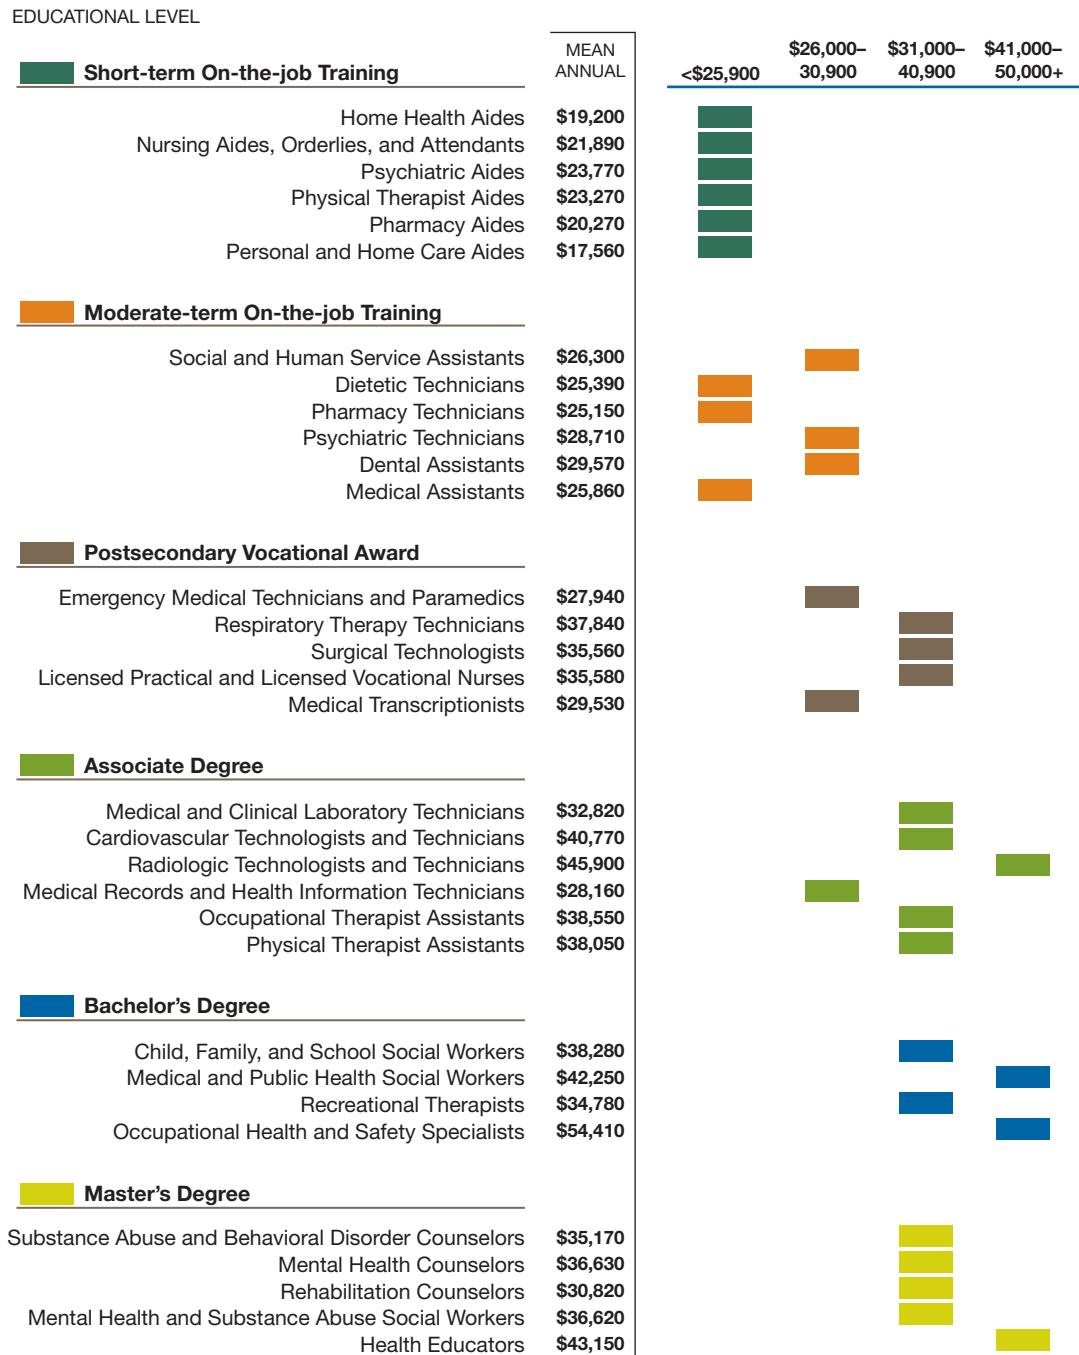 EDUCATIONAL LEVEL
MEAN ANNUAL
<$25,900
$26,000–30,900
$31,000–40,900
$41,000–50,000+
Short-term On-the-job Training
Home Health Aides $19,200
Nursing Aides, Orderlies, and Attendants $21,890
Psychiatric Aides $23,770
Physical Therapist Aides $23,270
Pharmacy Aides $20,270
Personal and Home Care Aides $17,560
Moderate-term On-the-job Training
Social and Human Service Assistants $26,300
Dietetic Technicians $25,390
Pharmacy Technicians $25,150
Psychiatric Technicians $28,710
Dental Assistants $29,570
Medical Assistants $25,860
Postsecondary Vocational Award
Emergency Medical Technicians and Paramedics $27,940
Respiratory Therapy Technicians $37,840
Surgical Technologists $35,560
Licensed Practical and Licensed Vocational Nurses $35,580
Medical Transcriptionists $29,530
Associate Degree
Medical and Clinical Laboratory Technicians $32,820
Cardiovascular Technologists and Technicians $40,770
Radiologic Technologists and Technicians $45,900
Medical Records and Health Information Technicians $28,160
Occupational Therapist Assistants $38,550
Physical Therapist Assistants $38,050
Bachelor’s Degree
Child, Family, and School Social Workers $38,280
Medical and Public Health Social Workers $42,250
Recreational Therapists $34,780
Occupational Health and Safety Specialists $54,410
Master’s Degree
Substance Abuse and Behavioral Disorder Counselors $35,170
Mental Health Counselors $36,630
Rehabilitation Counselors $30,820
Mental Health and Substance Abuse Social Workers $36,620
Health Educators $43,150